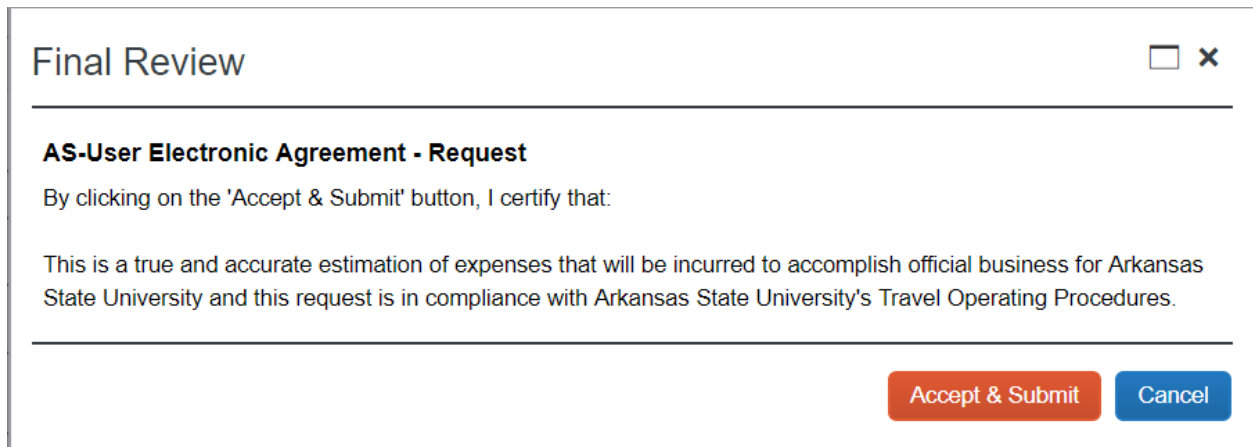 Final Review
AS-User Electronic Agreement - Request
By clicking on the 'Accept & Submit' button, I certify that:
This is a true and accurate estimation of expenses that will be incurred to accomplish official business for Arkansas
State University and this request is in compliance with Arkansas State University's Travel Operating Procedures.
Accept & Submit
Cancel